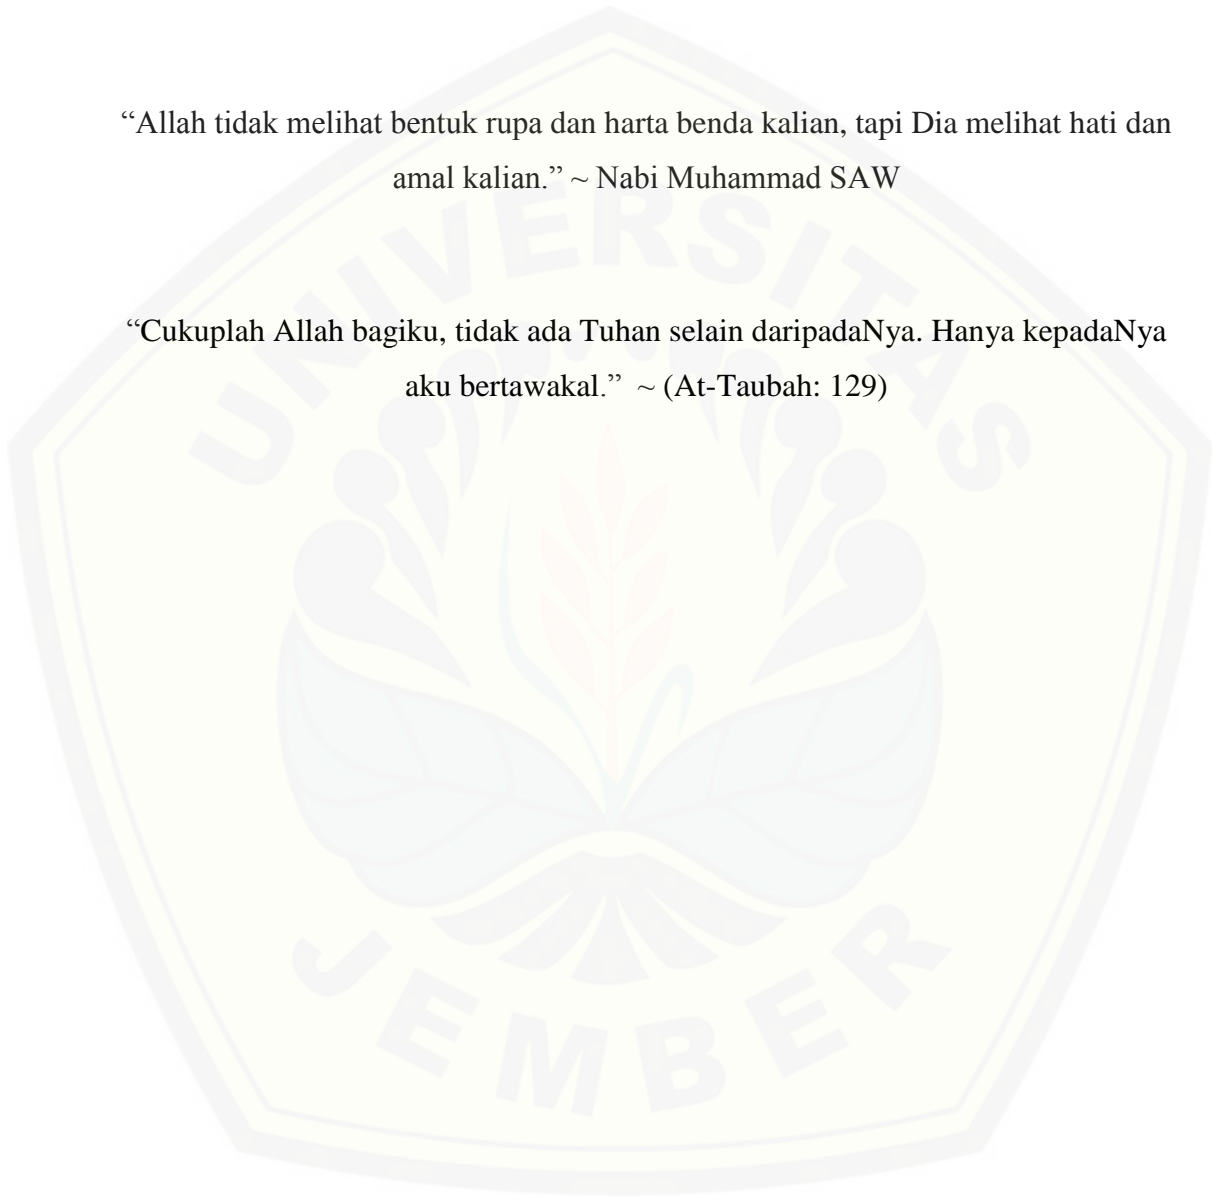 “Allah tidak melihat bentuk rupa dan harta benda kalian, tapi Dia melihat hati dan
amal kalian.” ~ Nabi Muhammad SAW
“Cukuplah Allah bagiku, tidak ada Tuhan selain daripadaNya. Hanya kepadaNya
aku bertawakal.” ~ (At-Taubah: 129)
UNIVERSITAS
JEMBER